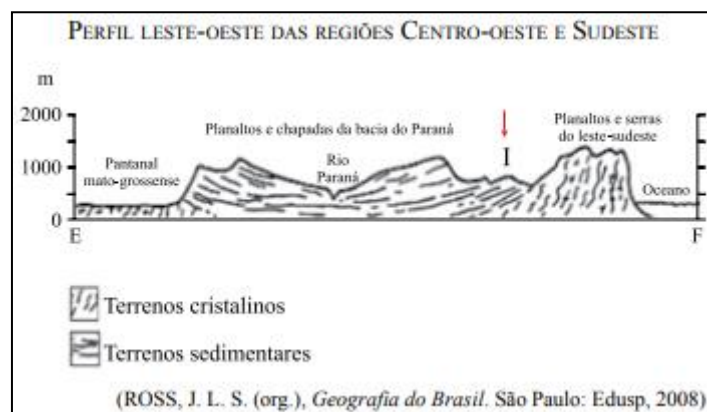 PERFIL LESTE-OESTE DAS REGIÕES CENTRO-OESTE E SUDESTE
m
2000
1000
0
Pantanal
mato-grossense
Planaltos e chapadas da bacia do Paraná
Rio
Paraná
I
Planaltos e serras
do leste-sudeste
Oceano
E
F
Terrenos cristalinos
Terrenos sedimentares
(ROSS, J. L. S. (org.), Geografia do Brasil. São Paulo: Edusp, 2008)